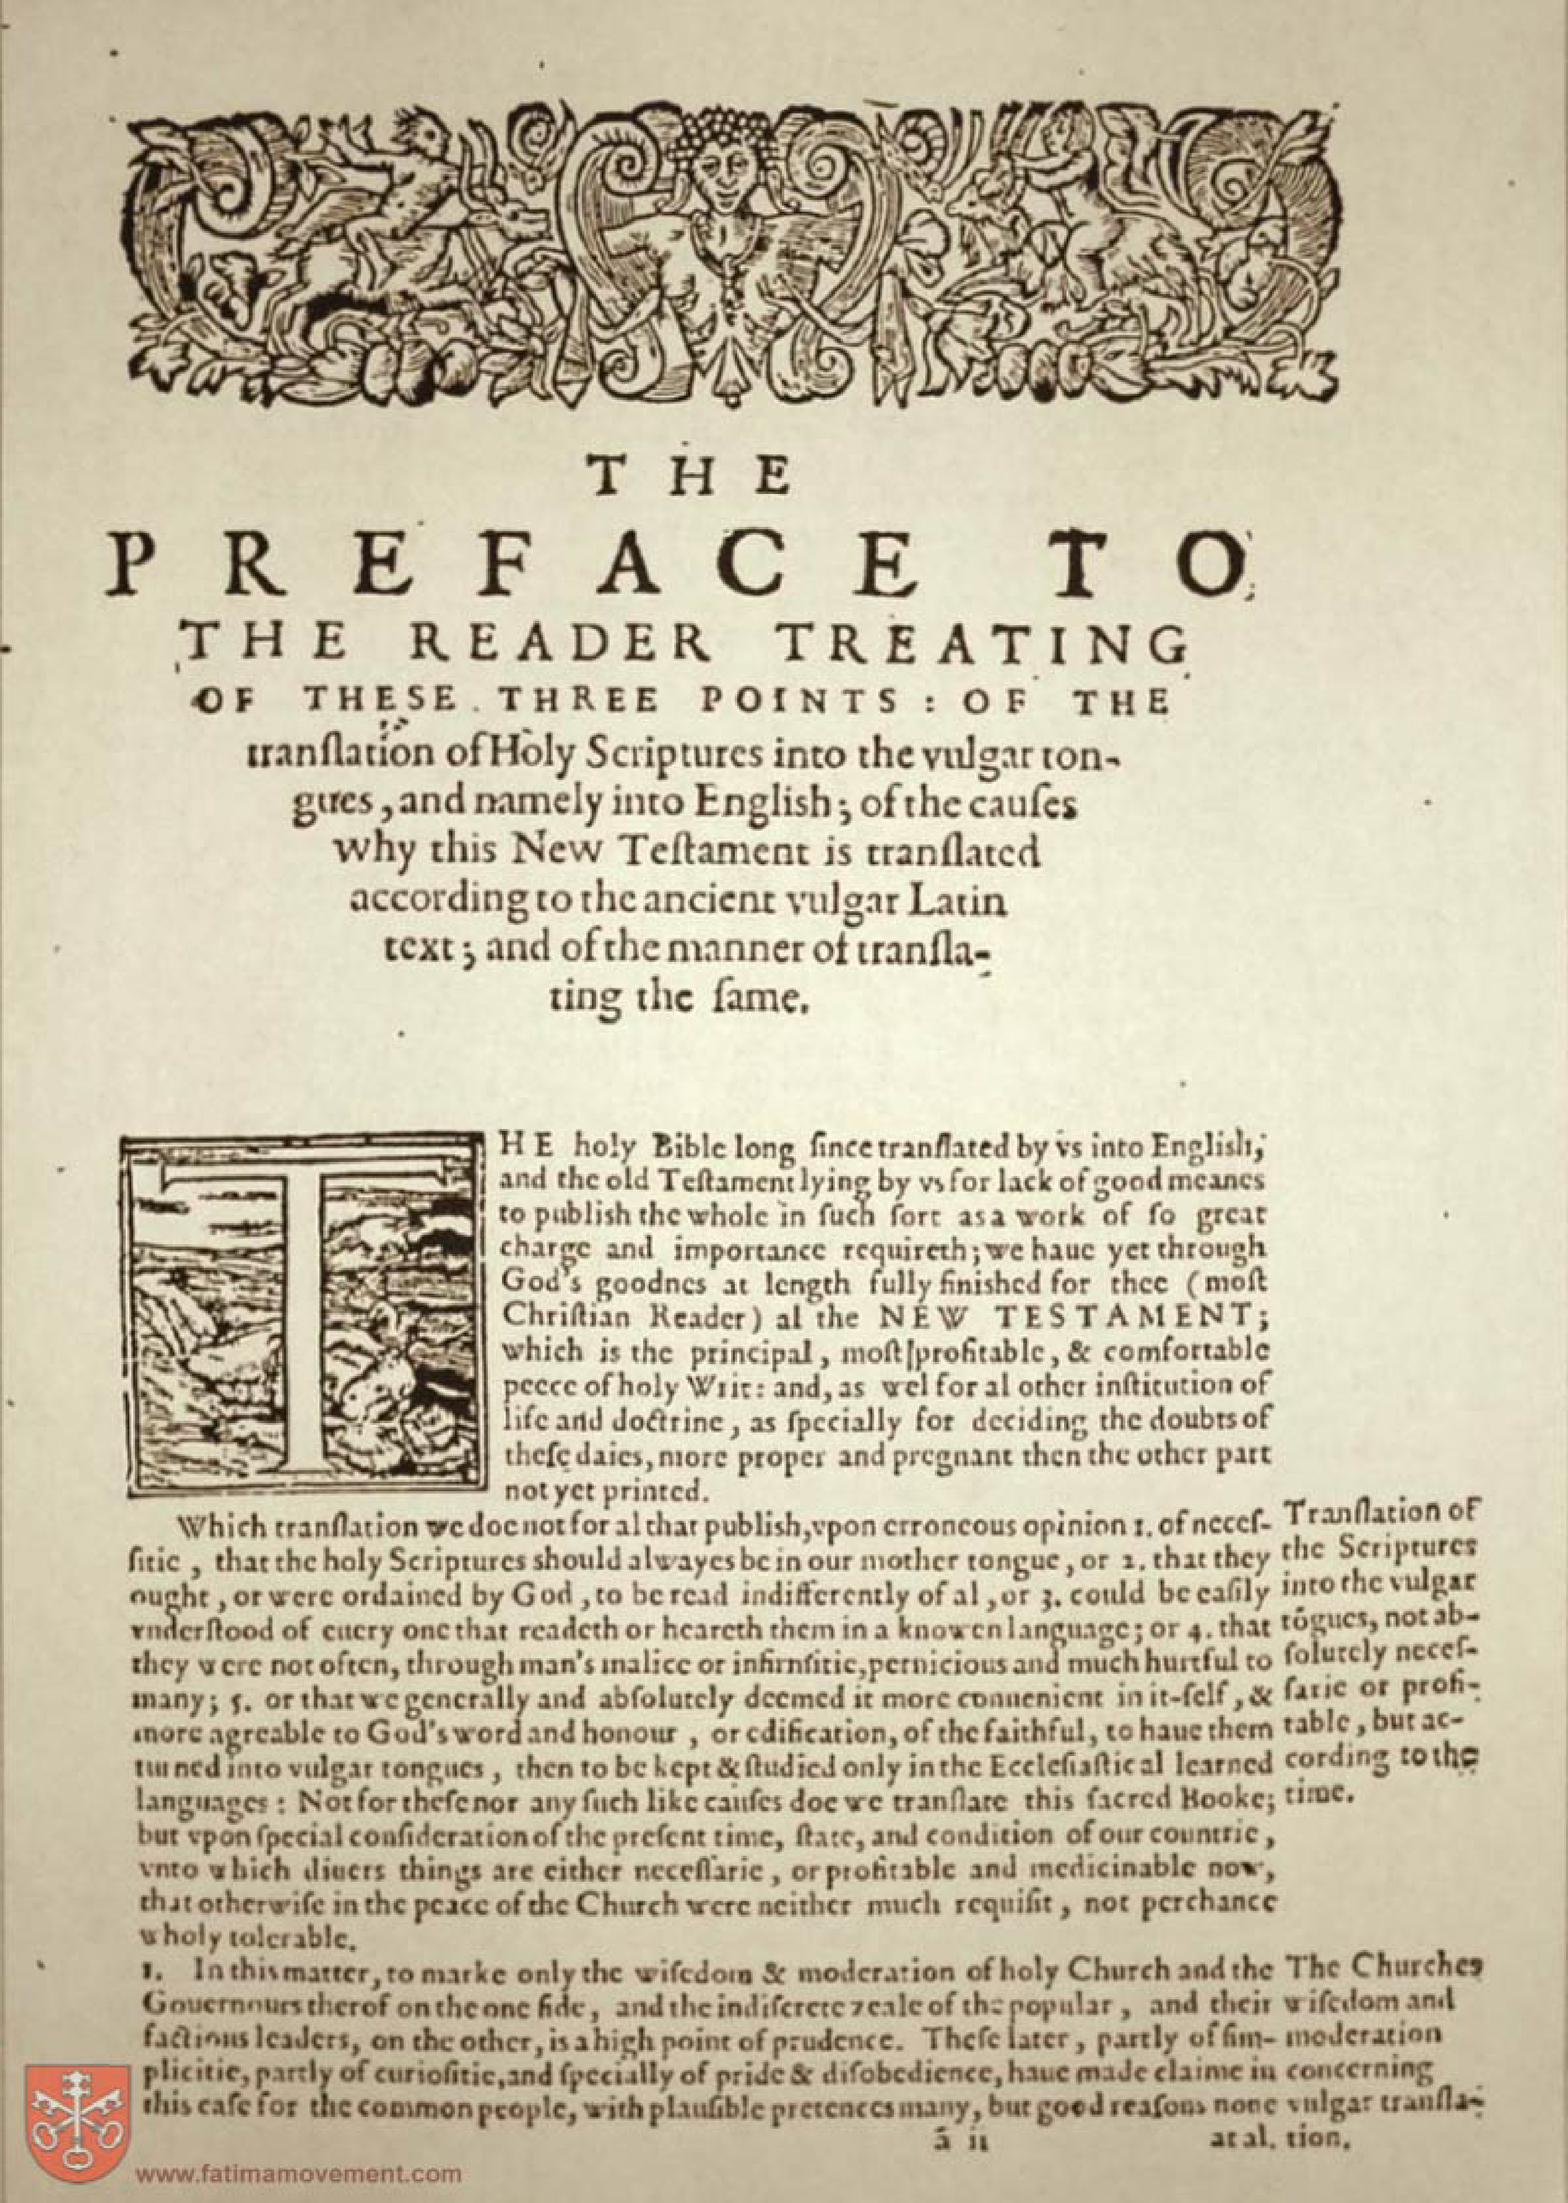 THE
PREFACE TO
THE READER TREATING
OF THESE THREE POINTS : OF THE
tranſlation of Holy Scriptures into the vulgar ton-
gues, and namely into Engliſh ; of the cauſes
why this New Teſtament is tranſlated
according to the ancient vulgar Latin
text ; and of the manner of tranſla-
ting the ſame.
THE holy Bible long ſince tranſlated by vs into Engliſh,
and the old Teſtament lying by vs for lack of good meanes
to publiſh the whole in ſuch ſort as a work of ſo great
charge and importance requireth; we haue yet through
God's goodnes at length fully finiſhed for thee (moſt
Chriſtian Reader) al the NEW TESTAMENT;
which is the principal, moſt profitable, & comfortable
peece of holy Writ: and, as wel for al other inſtitution of
life and doctrine, as ſpecially for deciding the doubts of
theſe daies, more proper and pregnant then the other part
not yet printed.
Which tranſlation we doe not for al that publiſh, vpon erroneous opinion 1. of neceſ-
ſitie, that the holy Scriptures should alwayes be in our mother tongue, or 2. that they
ought, or were ordained by God, to be read indifferently of al, or 3. could be eaſily
vnderſtood of euery one that readeth or heareth them in a knowen language; or 4. that
they were not often, through man's malice or infirmitie, pernicious and much hurtful to
many; 5. or that we generally and abſolutely deemed it more conuenient in it-ſelf, &
more agreable to God's word and honour, or edification, of the faithful, to haue them
turned into vulgar tongues, then to be kept & ſtudied only in the Eccleſiaſtical learned
languages: Not for theſe nor any ſuch like cauſes doe we tranſlate this ſacred Booke;
but vpon ſpecial conſideration of the preſent time, ſtate, and condition of our countrie,
vnto which diuers things are either neceſſarie, or profitable and medicinable now,
that otherwiſe in the peace of the Church were neither much requiſit, not perchance
wholy tolerable.
Tranſlation of
the Scriptures
into the vulgar
tõgues, not ab-
ſolutely neceſ-
ſarie or profi-
table, but ac-
cording to the
time.
1. In this matter, to marke only the wiſedom & moderation of holy Church and the
Gouernours therof on the one ſide, and the indiſcrete zeale of the popular, and their
factious leaders, on the other, is a high point of prudence. Theſe later, partly of ſim-
plicitie, partly of curioſitie, and ſpecially of pride & diſobedience, haue made claime in
this caſe for the common people, with plauſible pretences many, but good reaſons none
The Churches
wiſedom and
moderation
concerning
vulgar tranſla-
tion.
ã ii
at al.
www.fatimamovement.com